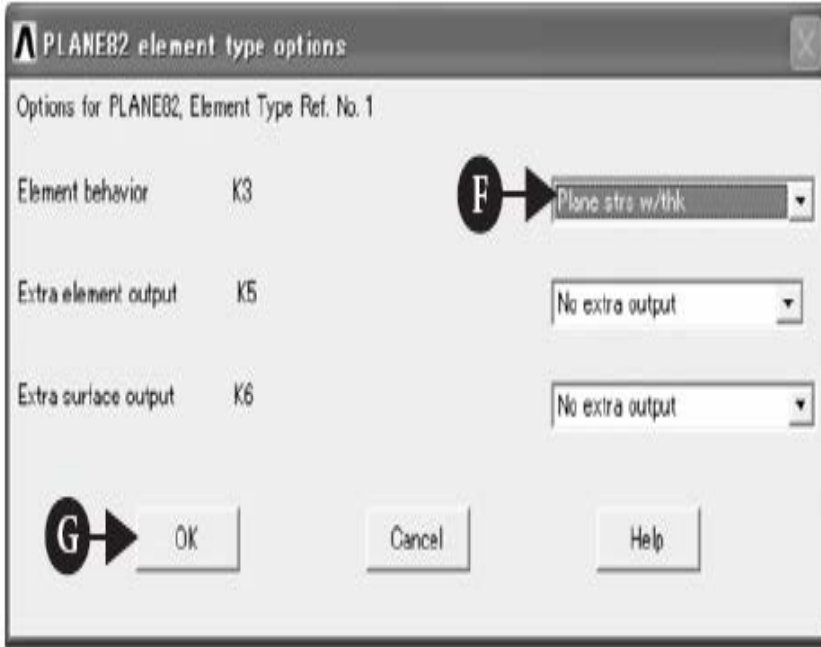 PLANE82 element type options
Options for PLANE82, Element Type Ref. No. 1
Element behavior K3 F Plane strs w/thk
Extra element output K5 No extra output
Extra surface output K6 No extra output
G OK Cancel Help